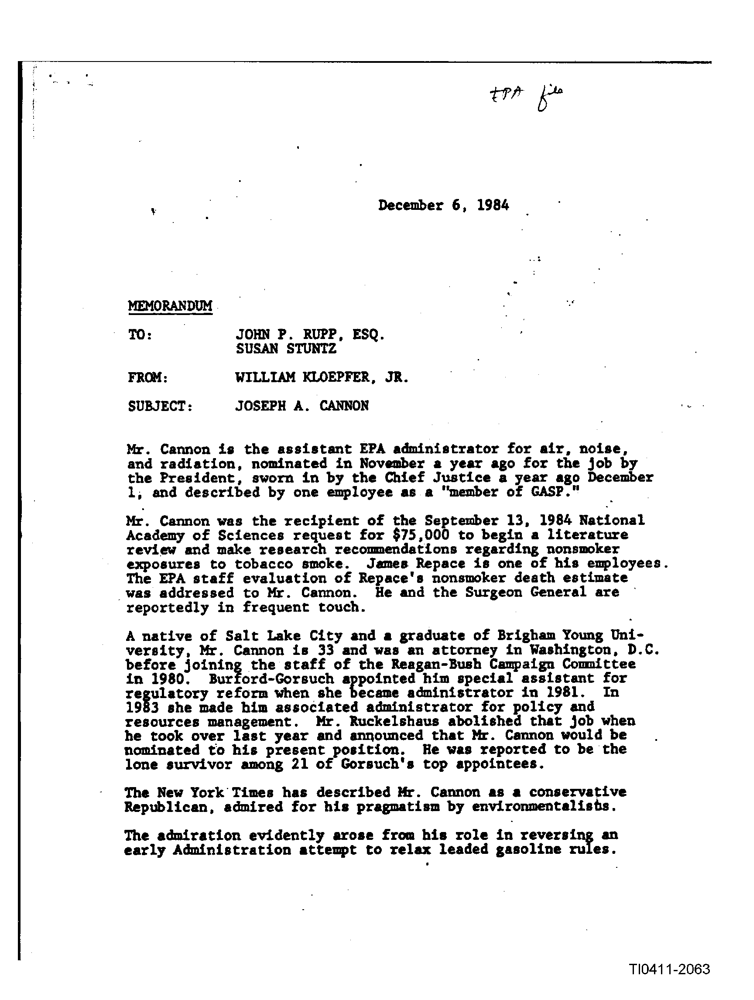 EPA file
December 6, 1984
MEMORANDUM
TO: JOHN P. RUPP, ESQ.
SUSAN STUNTZ
FROM: WILLIAM KLOEPFER, JR.
SUBJECT: JOSEPH A. CANNON
Mr. Cannon is the assistant EPA administrator for air, noise,
and radiation, nominated in November a year ago for the job by
the President, sworn in by the Chief Justice a year ago December
1, and described by one employee as a "member of GASP."
Mr. Cannon was the recipient of the September 13, 1984 National
Academy of Sciences request for $75,000 to begin a literature
review and make research recommendations regarding nonsmoker
exposures to tobacco smoke. James Repace is one of his employees.
The EPA staff evaluation of Repace's nonsmoker death estimate
was addressed to Mr. Cannon. He and the Surgeon General are
reportedly in frequent touch.
A native of Salt Lake City and a graduate of Brigham Young Uni-
versity, Mr. Cannon is 33 and was an attorney in Washington, D.C.
before joining the staff of the Reagan-Bush Campaign Committee
in 1980. Burford-Gorsuch appointed him special assistant for
regulatory reform when she became administrator in 1981. In
1983 she made him associated administrator for policy and
resources management. Mr. Ruckelshaus abolished that job when
he took over last year and announced that Mr. Cannon would be
nominated to his present position. He was reported to be the
lone survivor among 21 of Gorsuch's top appointees.
The New York Times has described Mr. Cannon as a conservative
Republican, admired for his pragmatism by environmentalists.
The admiration evidently arose from his role in reversing an
early Administration attempt to relax leaded gasoline rules.
TI0411-2063